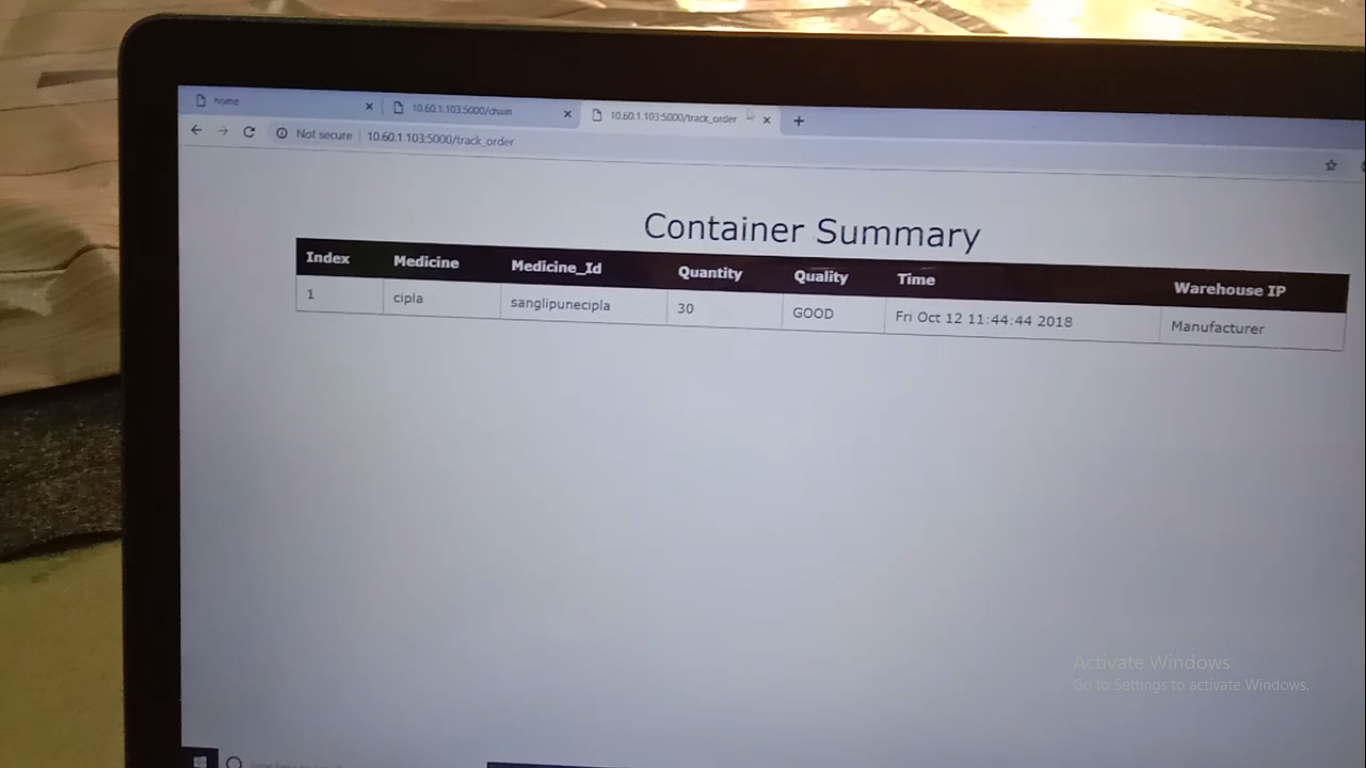 home
10.60.1.103:5000/chain
10.60.1.103:5000/track_order
Not secure 10.60.1.103:5000/track_order
Container Summary
Index Medicine Medicine_Id Quantity Quality Time Warehouse IP
1 cipla sanglipunecipla 30 GOOD Fri Oct 12 11:44:44 2018 Manufacturer
Activate Windows
Go to Settings to activate Windows.